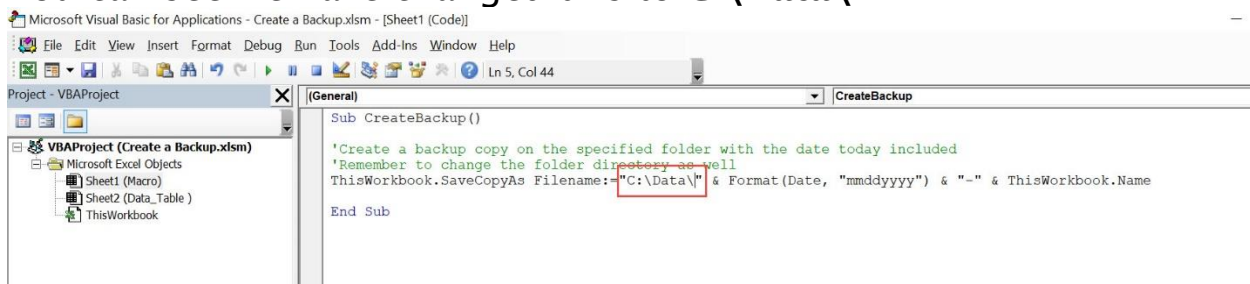 Microsoft Visual Basic for Applications - Create a Backup.xlsm - [Sheet1 (Code)]
File Edit View Insert Format Debug Run Tools Add-Ins Window Help
Ln 5, Col 44
Project - VBAProject
(General)
CreateBackup
VBAProject (Create a Backup.xlsm)
Microsoft Excel Objects
Sheet1 (Macro)
Sheet2 (Data_Table )
ThisWorkbook
Sub CreateBackup()
'Create a backup copy on the specified folder with the date today included
'Remember to change the folder directory as well
ThisWorkbook.SaveCopyAs Filename:="C:\Data\" & Format(Date, "mmddyyyy") & "-" & ThisWorkbook.Name
End Sub